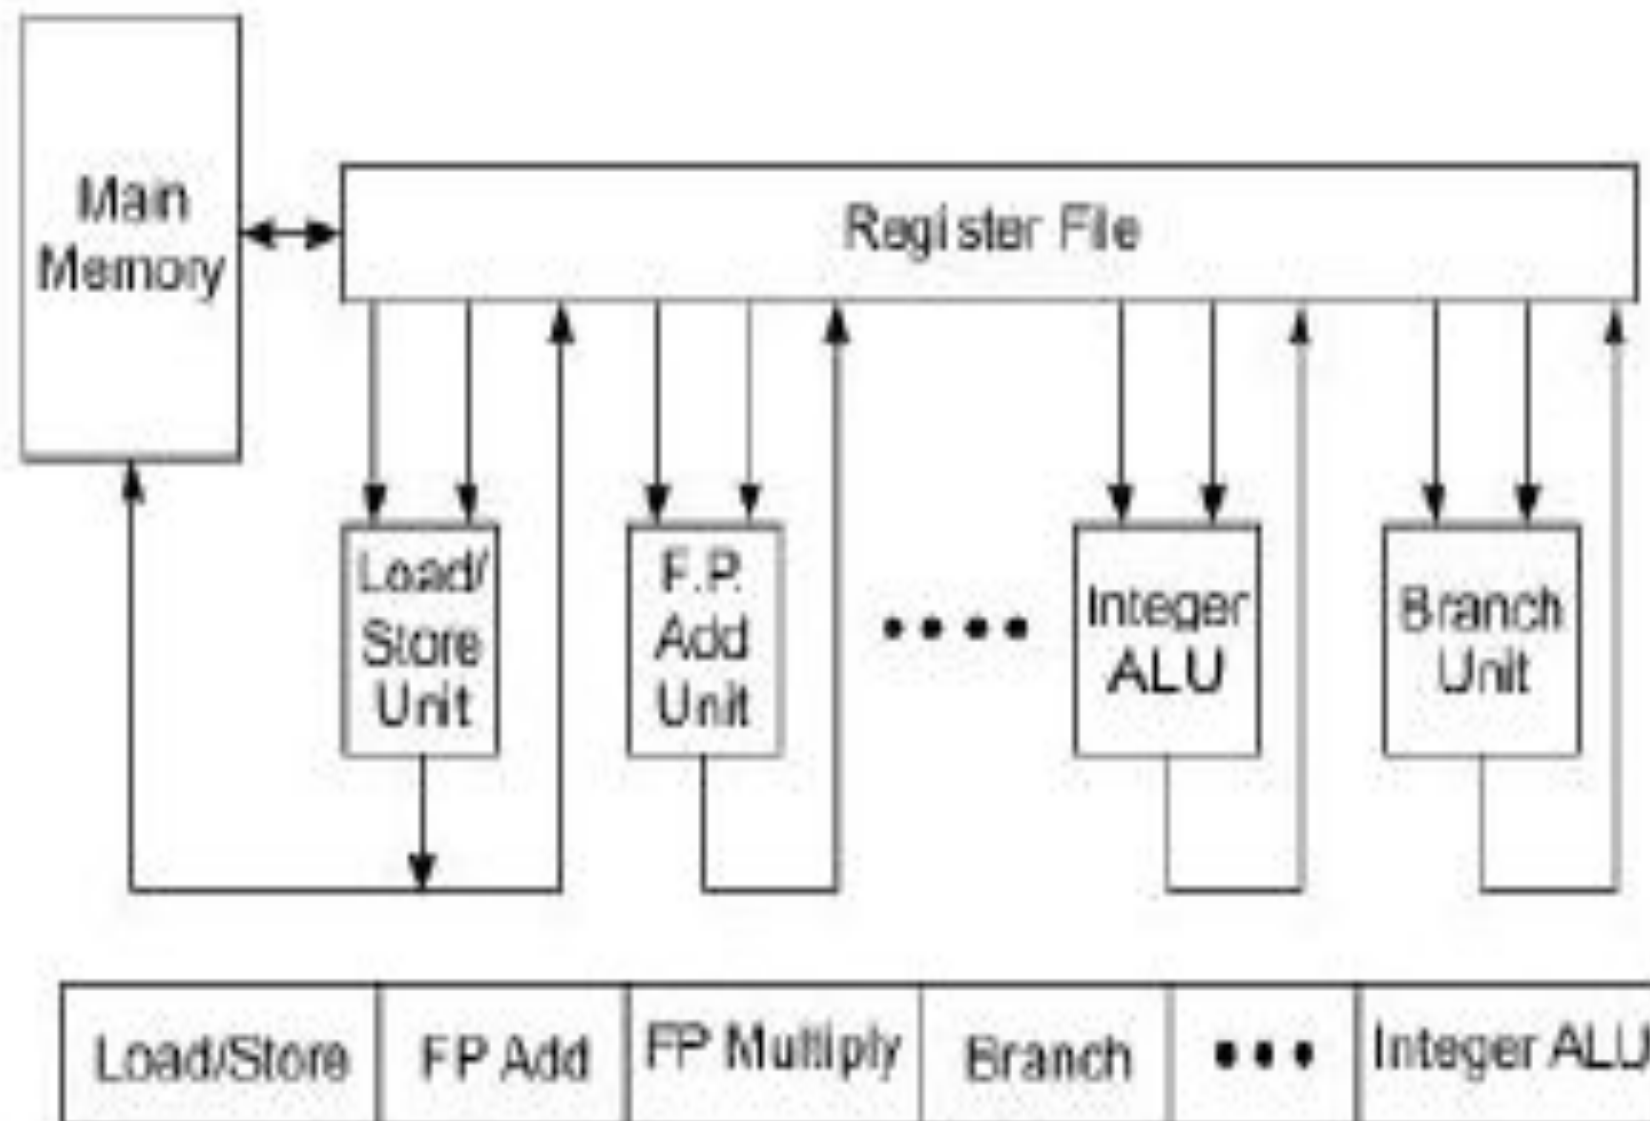 Main
Memory
Register File
Load/
Store
Unit
F.P.
Add
Unit
Integer
ALU
Branch
Unit
Load/Store
FP Add
FP Multiply
Branch
Integer ALU